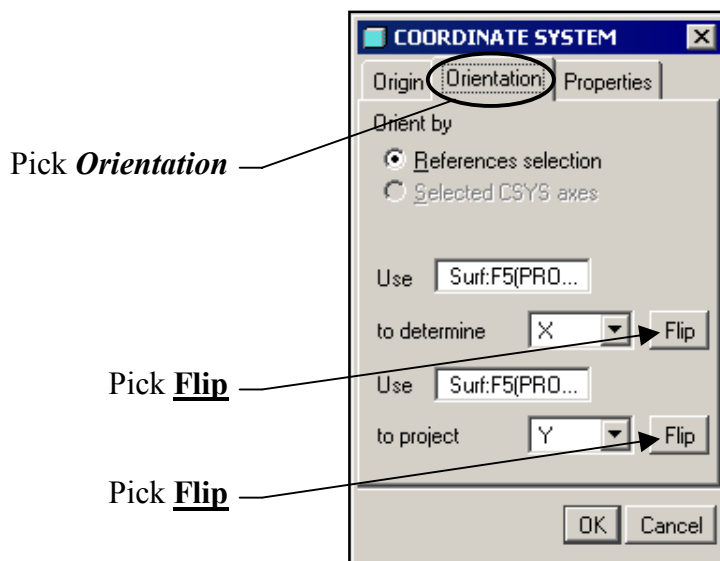 COORDINATE SYSTEM
Origin Orientation Properties
Orient by
Pick Orientation
References selection
Selected CSYS axes
Use Surf:F5(PRO...
to determine X Flip
Pick Flip
Use Surf:F5(PRO...
to project Y Flip
Pick Flip
OK Cancel